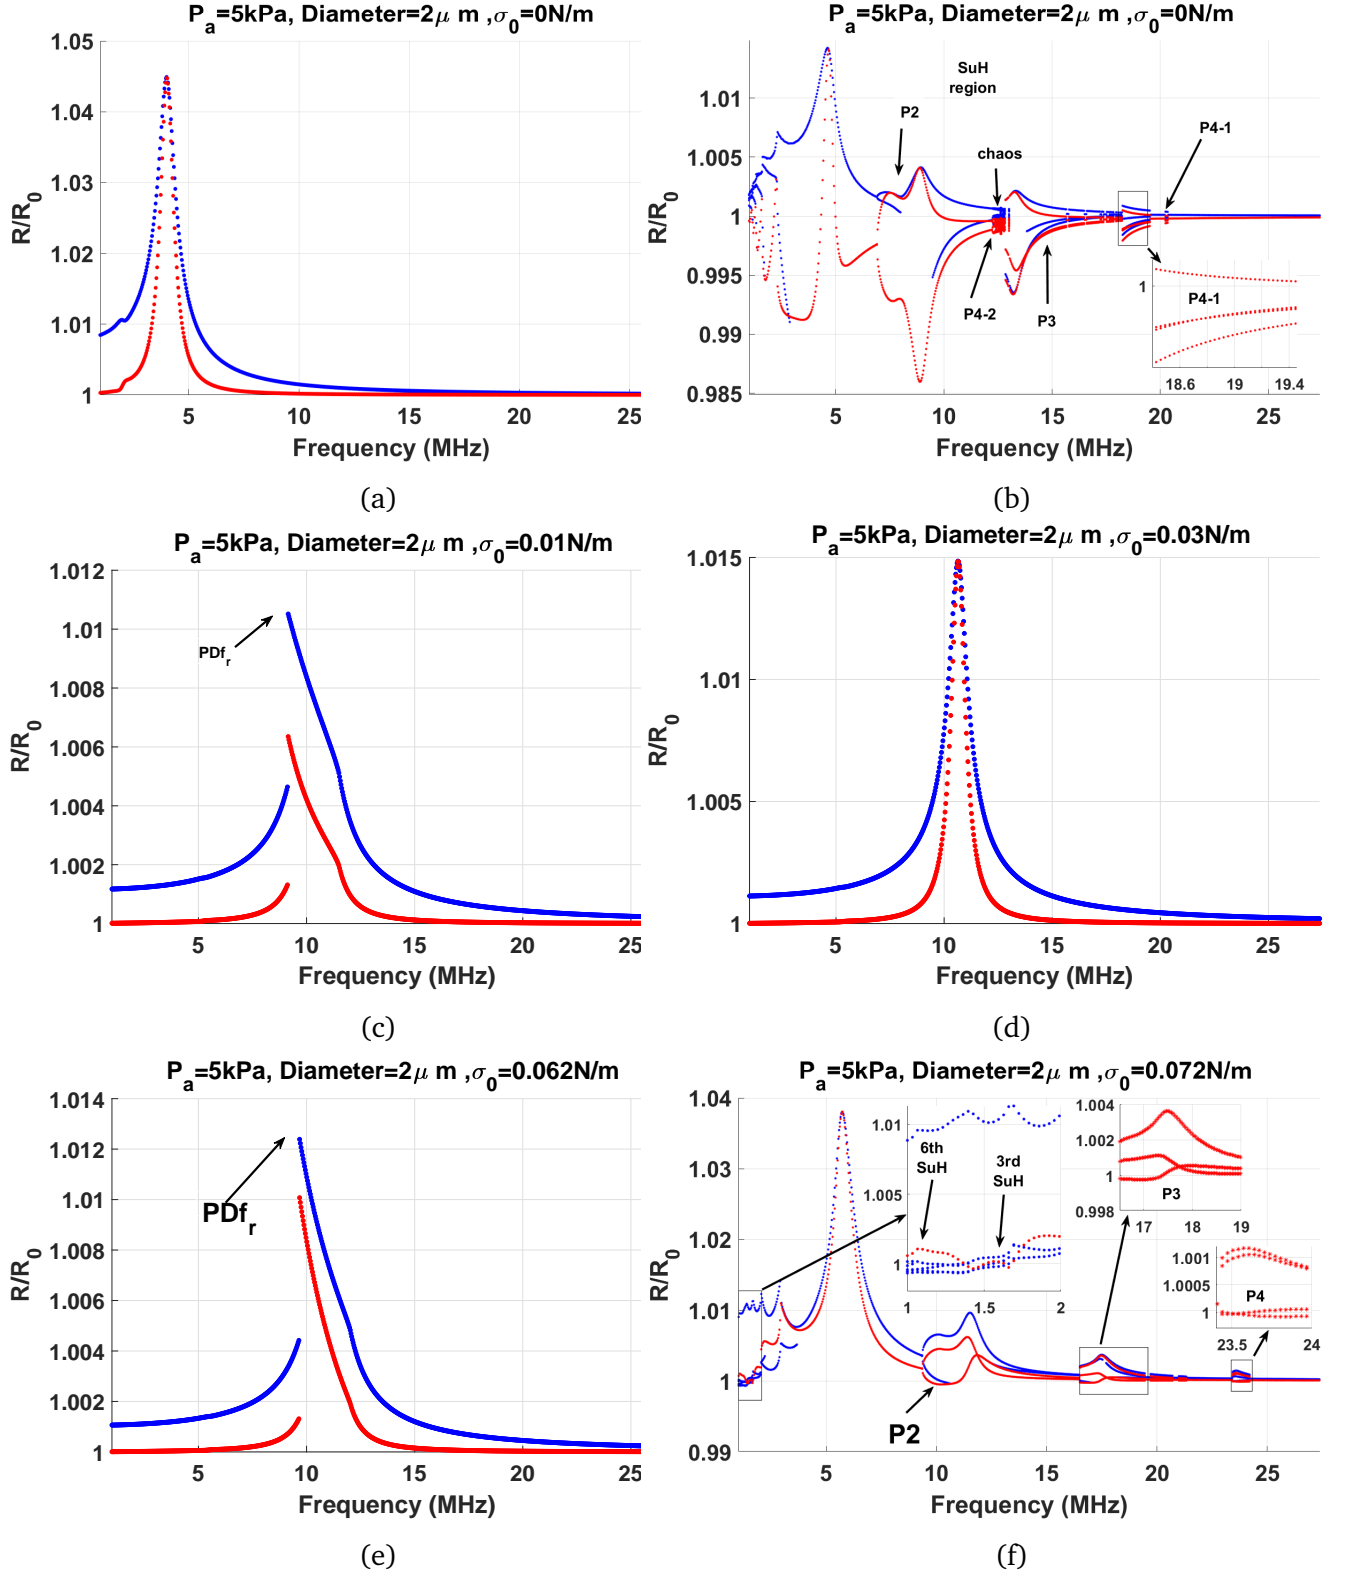 Pa=5kPa, Diameter=2μ m ,σ0=0N/m
1.05
1.04
1.03
1.02
1.01
1
R/R0
5 10 15 20 25
Frequency (MHz)
(a)
Pa=5kPa, Diameter=2μ m ,σ0=0N/m
SuH
region
P2
chaos
P4-1
P4-2
P3
1.01
1.005
1
0.995
0.99
0.985
R/R0
1
P4-1
18.6 19 19.4
5 10 15 20 25
Frequency (MHz)
(b)
Pa=5kPa, Diameter=2μ m ,σ0=0.01N/m
1.012
1.01
1.008
1.006
1.004
1.002
1
R/R0
PDfr
5 10 15 20 25
Frequency (MHz)
(c)
Pa=5kPa, Diameter=2μ m ,σ0=0.03N/m
1.015
1.01
1.005
1
R/R0
5 10 15 20 25
Frequency (MHz)
(d)
Pa=5kPa, Diameter=2μ m ,σ0=0.062N/m
1.014
1.012
1.01
1.008
1.006
1.004
1.002
1
R/R0
PDfr
5 10 15 20 25
Frequency (MHz)
(e)
Pa=5kPa, Diameter=2μ m ,σ0=0.072N/m
1.04
1.03
1.02
1.01
1
0.99
R/R0
1.01
1.005
1
6th
SuH
3rd
SuH
1 1.5 2
1.004
1.002
1
0.998
P3
17 18 19
1.001
1.0005
1
P4
23.5 24
P2
5 10 15 20 25
Frequency (MHz)
(f)